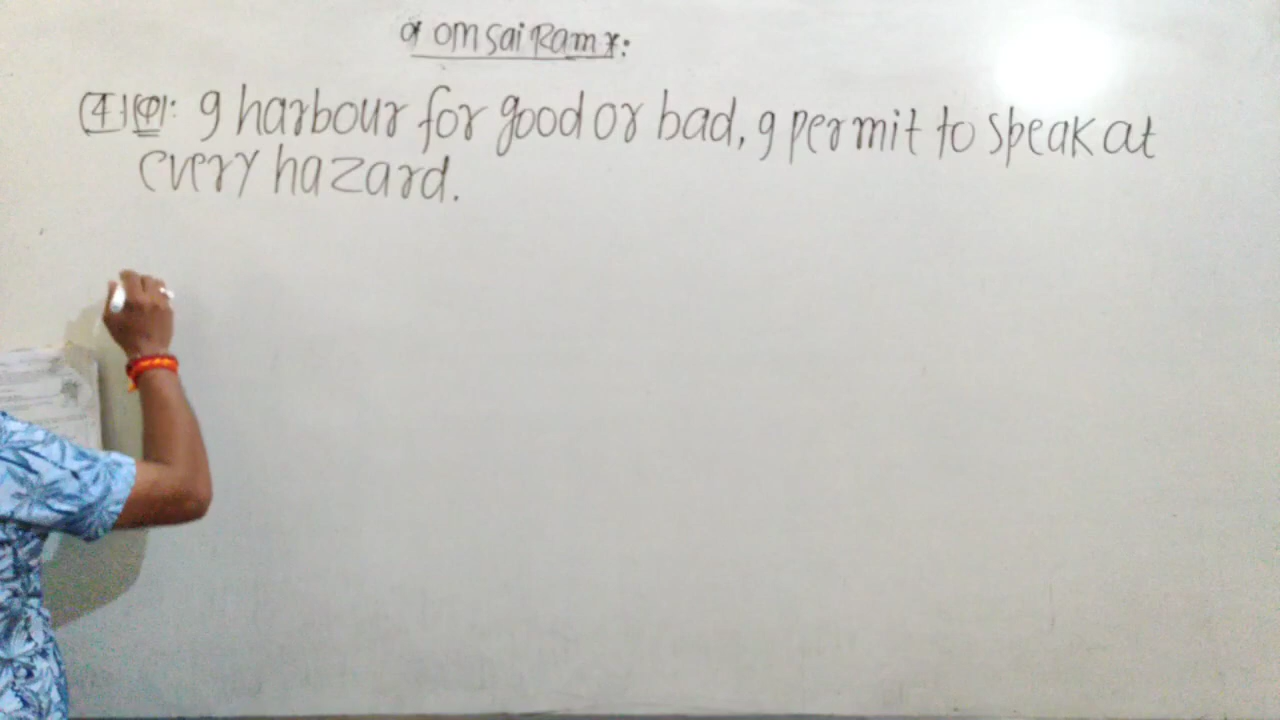 * om sai Ram *:
(4)(ए): I harbour for good or bad, I permit to speak at
every hazard.